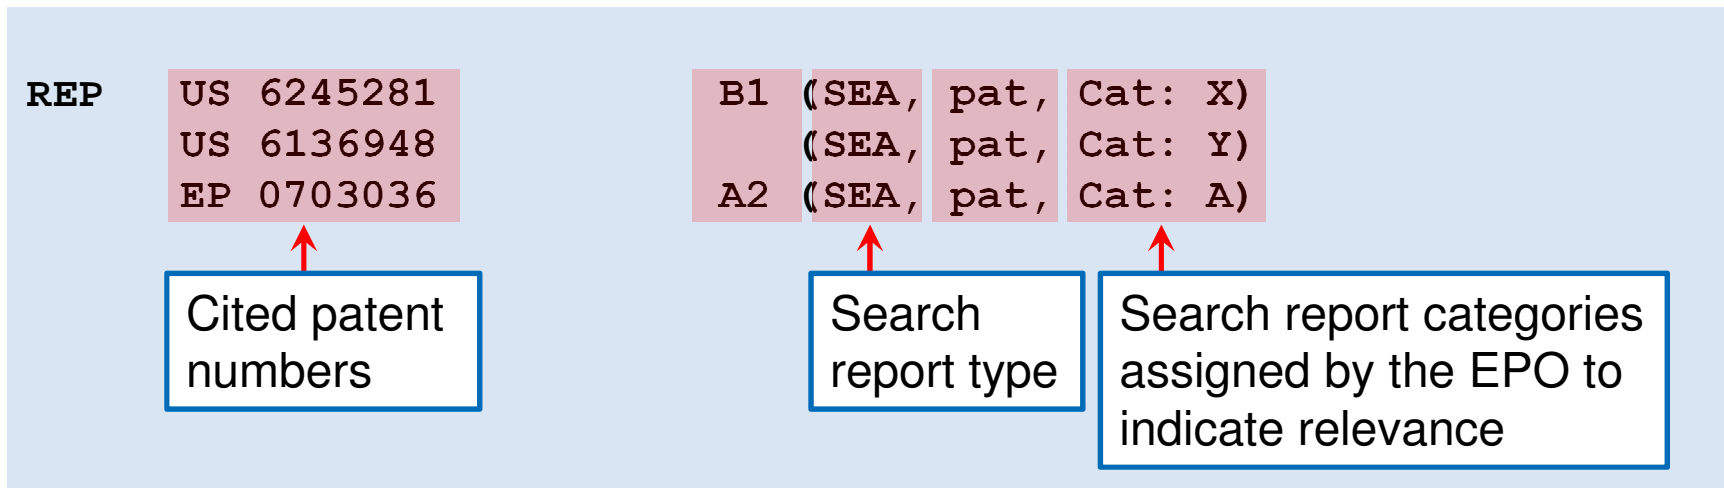 REP US 6245281 B1 (SEA, pat, Cat: X)
US 6136948 (SEA, pat, Cat: Y)
EP 0703036 A2 (SEA, pat, Cat: A)
Cited patent
numbers
Search
report type
Search report categories
assigned by the EPO to
indicate relevance